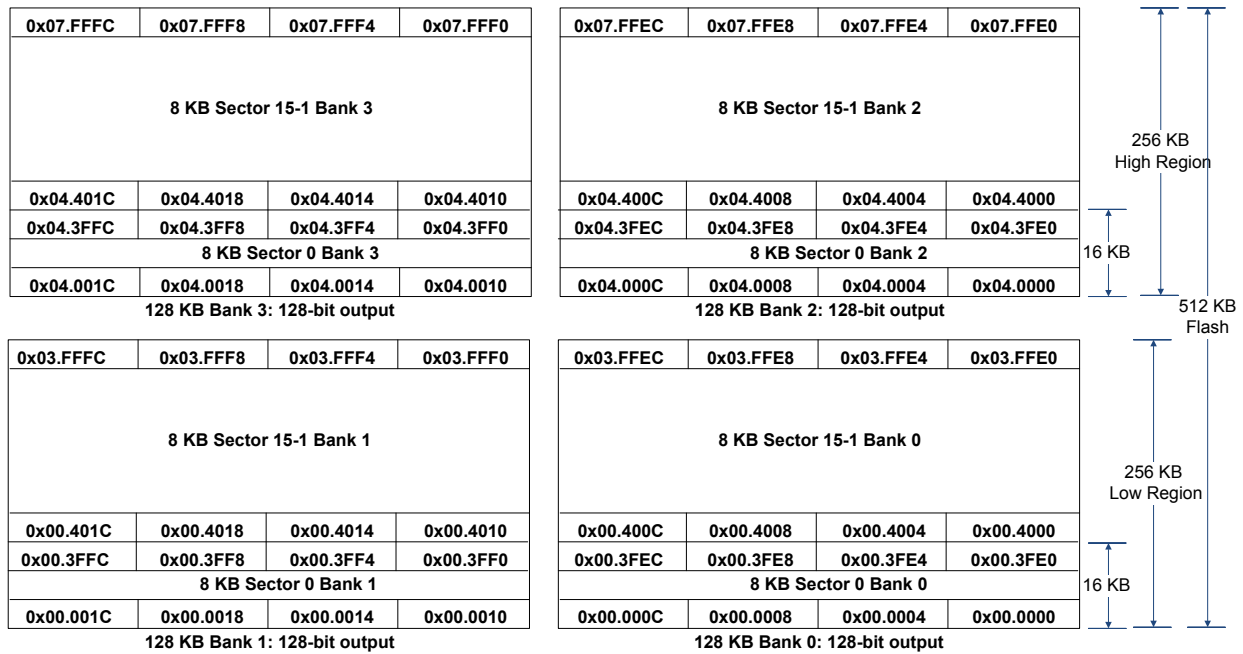 0x07.FFFC 0x07.FFF8 0x07.FFF4 0x07.FFF0
8 KB Sector 15-1 Bank 3
0x04.401C 0x04.4018 0x04.4014 0x04.4010
0x04.3FFC 0x04.3FF8 0x04.3FF4 0x04.3FF0
8 KB Sector 0 Bank 3
0x04.001C 0x04.0018 0x04.0014 0x04.0010
128 KB Bank 3: 128-bit output
0x07.FFEC 0x07.FFE8 0x07.FFE4 0x07.FFE0
8 KB Sector 15-1 Bank 2
0x04.400C 0x04.4008 0x04.4004 0x04.4000
0x04.3FEC 0x04.3FE8 0x04.3FE4 0x04.3FE0
8 KB Sector 0 Bank 2
0x04.000C 0x04.0008 0x04.0004 0x04.0000
128 KB Bank 2: 128-bit output
256 KB
High Region
16 KB
512 KB
Flash
0x03.FFFC 0x03.FFF8 0x03.FFF4 0x03.FFF0
8 KB Sector 15-1 Bank 1
0x00.401C 0x00.4018 0x00.4014 0x00.4010
0x00.3FFC 0x00.3FF8 0x00.3FF4 0x00.3FF0
8 KB Sector 0 Bank 1
0x00.001C 0x00.0018 0x00.0014 0x00.0010
128 KB Bank 1: 128-bit output
0x03.FFEC 0x03.FFE8 0x03.FFE4 0x03.FFE0
8 KB Sector 15-1 Bank 0
0x00.400C 0x00.4008 0x00.4004 0x00.4000
0x00.3FEC 0x00.3FE8 0x00.3FE4 0x00.3FE0
8 KB Sector 0 Bank 0
0x00.000C 0x00.0008 0x00.0004 0x00.0000
128 KB Bank 0: 128-bit output
256 KB
Low Region
16 KB